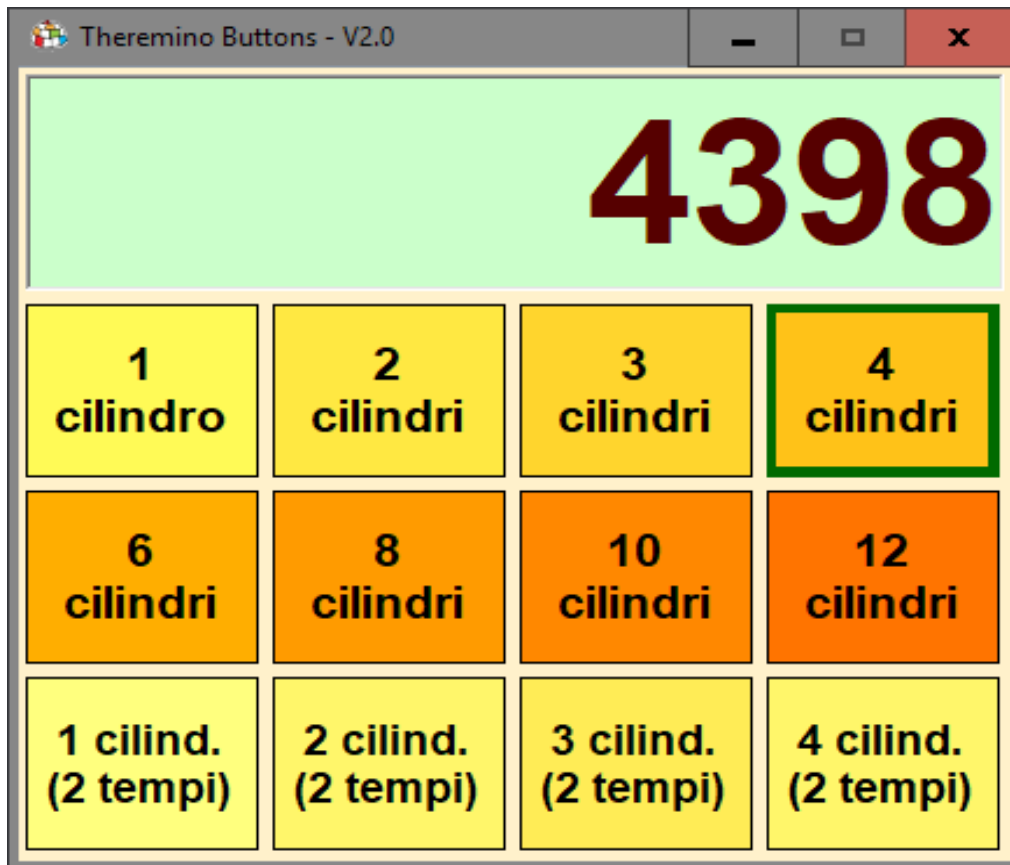 Theremino Buttons - V2.0
4398
1
cilindro
2
cilindri
3
cilindri
4
cilindri
6
cilindri
8
cilindri
10
cilindri
12
cilindri
1 cilind.
(2 tempi)
2 cilind.
(2 tempi)
3 cilind.
(2 tempi)
4 cilind.
(2 tempi)